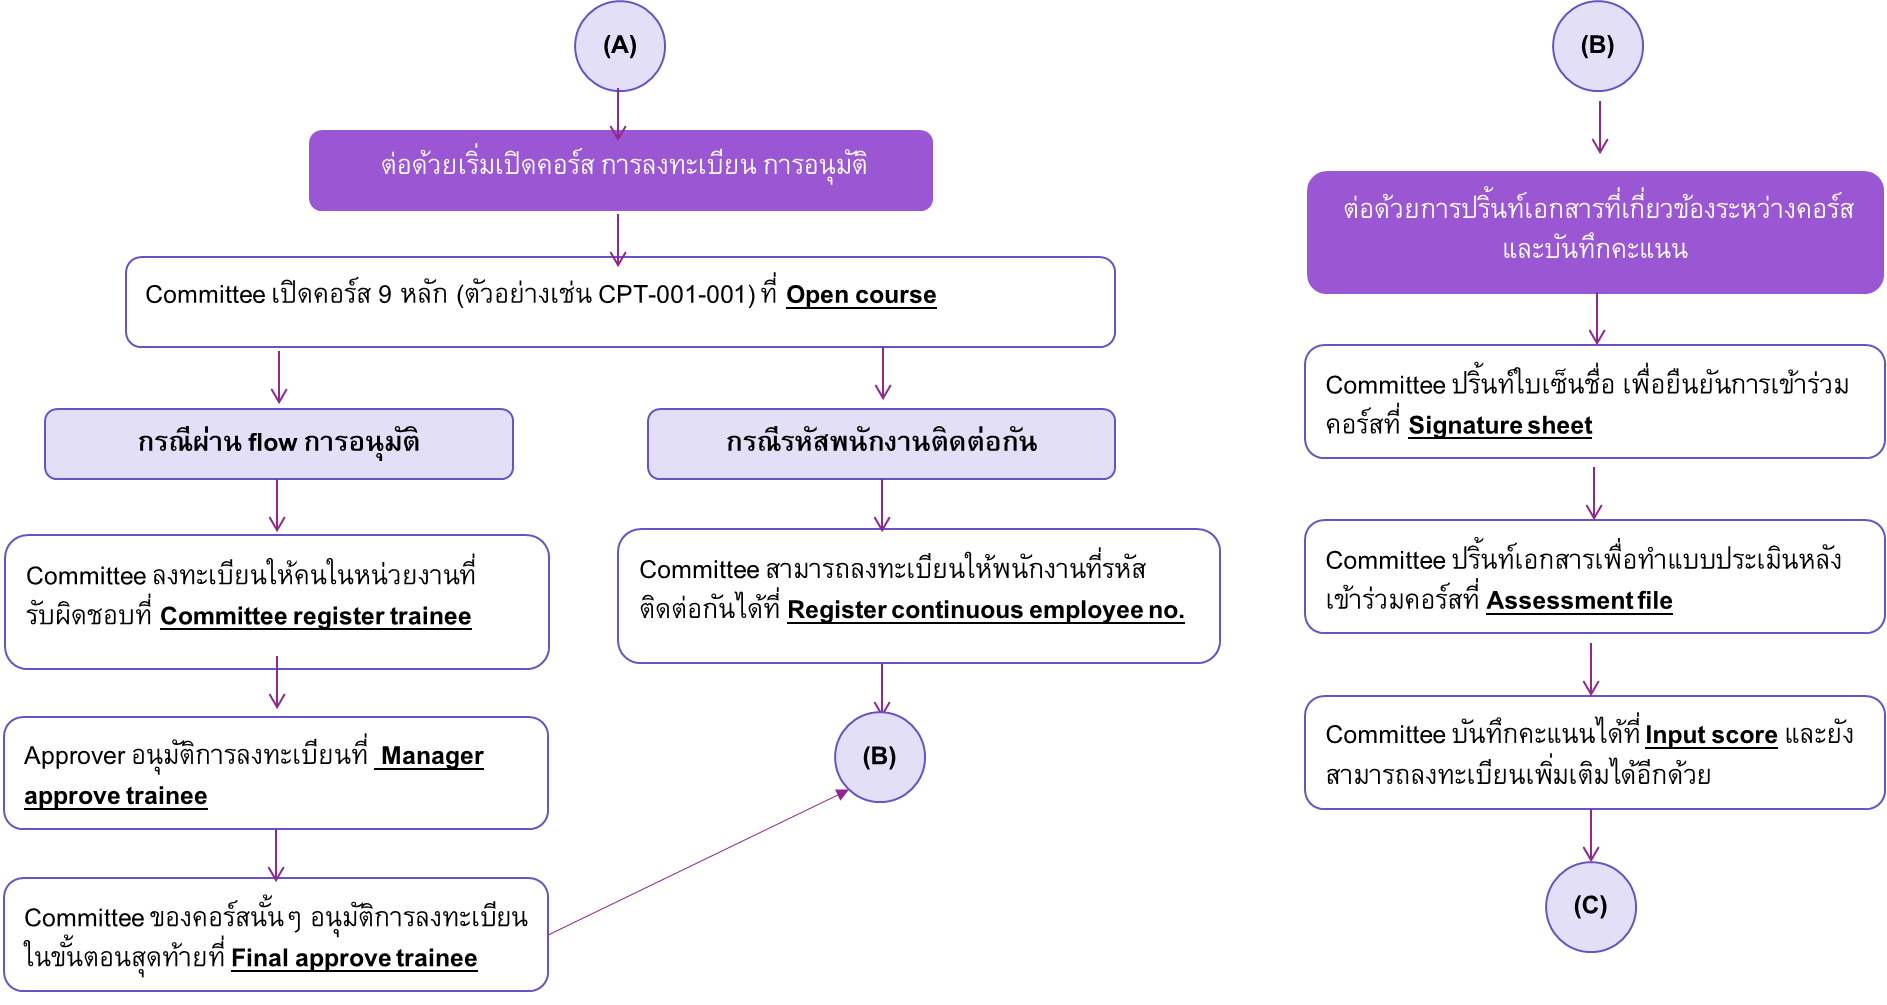 (A)
ต่อด้วยเริ่มเปิดคอร์ส การลงทะเบียน การอนุมัติ
Committee เปิดคอร์ส 9 หลัก (ตัวอย่างเช่น CPT-001-001) ที่ Open course
กรณีผ่าน flow การอนุมัติ
Committee ลงทะเบียนให้คนในหน่วยงานที่
รับผิดชอบที่ Committee register trainee
Approver อนุมัติการลงทะเบียนที่ Manager
approve trainee
Committee ของคอร์สนั้นๆ อนุมัติการลงทะเบียน
ในขั้นตอนสุดท้ายที่ Final approve trainee
กรณีรหัสพนักงานติดต่อกัน
Committee สามารถลงทะเบียนให้พนักงานที่รหัส
ติดต่อกันได้ที่ Register continuous employee no.
(B)
(B)
ต่อด้วยการปริ้นท์เอกสารที่เกี่ยวข้องระหว่างคอร์ส
และบันทึกคะแนน
Committee ปริ้นท์ใบเซ็นชื่อ เพื่อยืนยันการเข้าร่วม
คอร์สที่ Signature sheet
Committee ปริ้นท์เอกสารเพื่อทำแบบประเมินหลัง
เข้าร่วมคอร์สที่ Assessment file
Committee บันทึกคะแนนได้ที่ Input score และยัง
สามารถลงทะเบียนเพิ่มเติมได้อีกด้วย
(C)